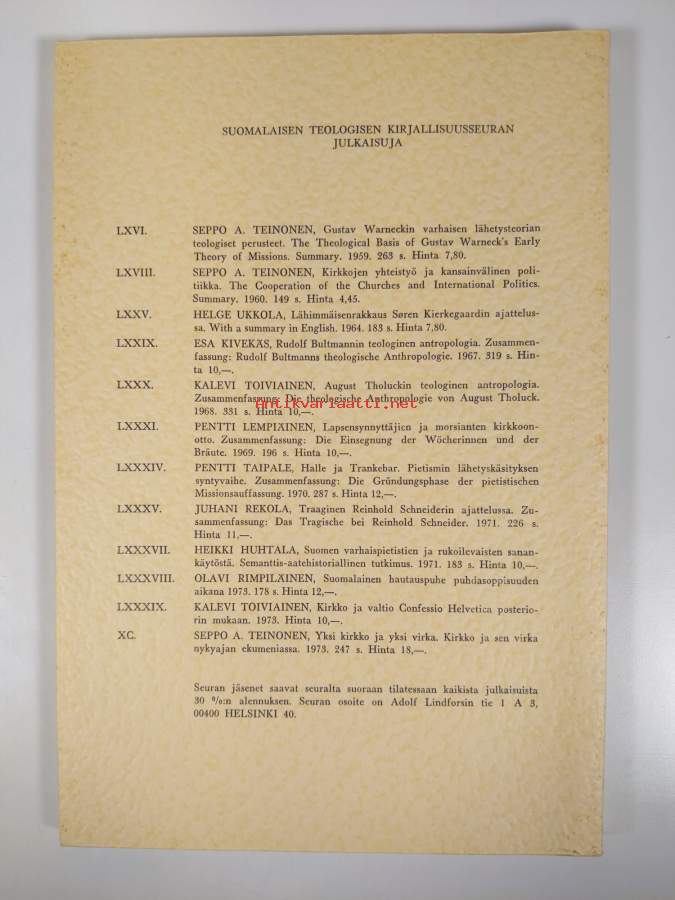 SUOMALAISEN TEOLOGISEN KIRJALLISUUSSEURAN
JULKAISUJA
LXVI. SEPPO A. TEINONEN, Gustav Warneckin varhaisen lähetysteorian
teologiset perusteet. The Theological Basis of Gustav Warneck's Early
Theory of Missions. Summary. 1959. 263 s. Hinta 7,80.
LXVIII. SEPPO A. TEINONEN, Kirkkojen yhteistyö ja kansainvälinen poli-
tiikka. The Cooperation of the Churches and International Politics.
Summary. 1960. 149 s. Hinta 4,45.
LXXV. HELGE UKKOLA, Lähimmäisenrakkaus Søren Kierkegaardin ajattelus-
sa. With a summary in English. 1964. 183 s. Hinta 7,80.
LXXIX. ESA KIVEKÄS, Rudolf Bultmannin teologinen antropologia. Zusammen-
fassung: Rudolf Bultmanns theologische Anthropologie. 1967. 319 s. Hin-
ta 10,—.
LXXX. KALEVI TOIVIAINEN, August Tholuckin teologinen antropologia.
Zusammenfassung: Die theologische Anthropologie von August Tholuck.
antikvariaatti.net
1968. 331 s. Hinta 10,—.
LXXXI. PENTTI LEMPIÄINEN, Lapsensynnyttäjien ja morsianten kirkkoon-
otto. Zusammenfassung: Die Einsegnung der Wöcherinnen und der
Bräute. 1969. 196 s. Hinta 10,—.
LXXXIV. PENTTI TAIPALE, Halle ja Trankebar. Pietismin lähetyskäsityksen
syntyvaihe. Zusammenfassung: Die Gründungsphase der pietistischen
Missionsauffassung. 1970. 287 s. Hinta 12,—.
LXXXV. JUHANI REKOLA, Traaginen Reinhold Schneiderin ajattelussa. Zu-
sammenfassung: Das Tragische bei Reinhold Schneider. 1971. 226 s.
Hinta 11,—.
LXXXVII. HEIKKI HUHTALA, Suomen varhaispietistien ja rukoilevaisten sanan-
käytöstä. Semanttis-aatehistoriallinen tutkimus. 1971. 183 s. Hinta 10,—.
LXXXVIII. OLAVI RIMPILÄINEN, Suomalainen hautauspuhe puhdasoppisuuden
aikana 1973. 178 s. Hinta 12,—.
LXXXIX. KALEVI TOIVIAINEN, Kirkko ja valtio Confessio Helvetica posterio-
rin mukaan. 1973. Hinta 10,—.
XC. SEPPO A. TEINONEN, Yksi kirkko ja yksi virka. Kirkko ja sen virka
nykyajan ekumeniassa. 1973. 247 s. Hinta 18,—.
Seuran jäsenet saavat seuralta suoraan tilatessaan kaikista julkaisuista
30 %:n alennuksen. Seuran osoite on Adolf Lindforsin tie 1 A 3,
00400 HELSINKI 40.